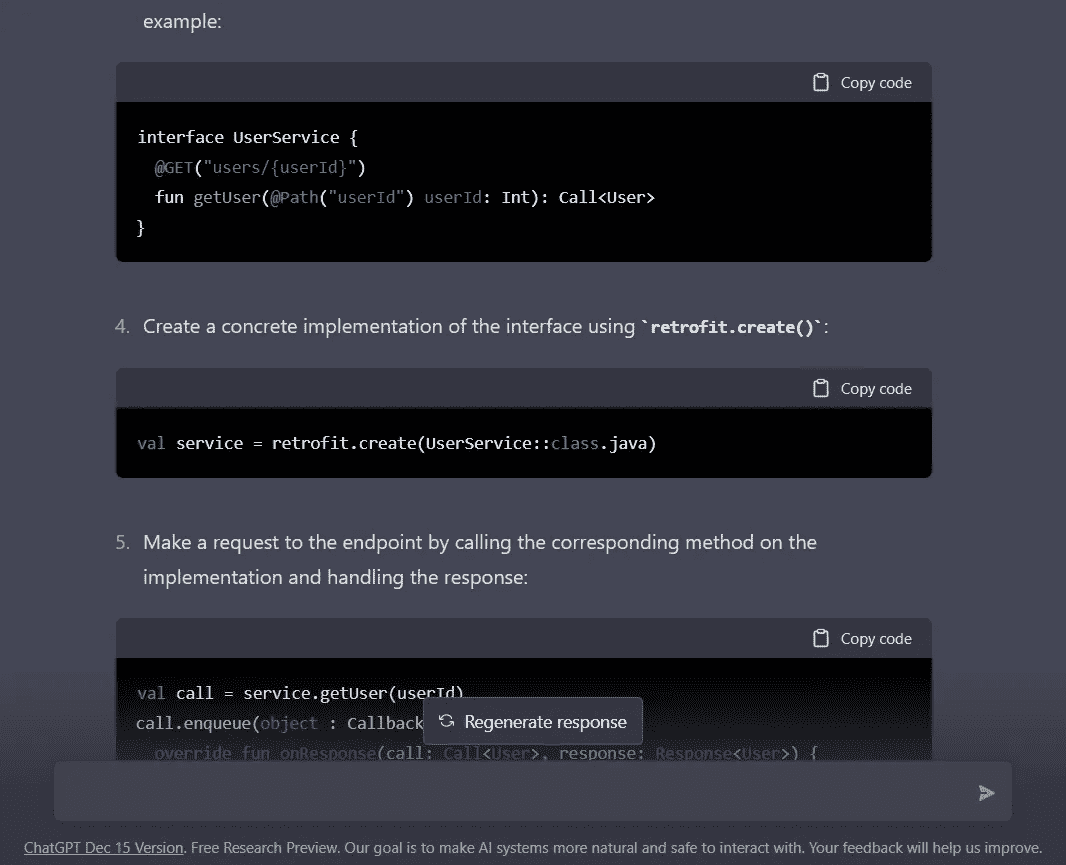 example:
Copy code
interface UserService {
@GET("users/{userId}")
fun getUser(@Path("userId") userId: Int): Call<User>
}
4. Create a concrete implementation of the interface using `retrofit.create()`:
Copy code
val service = retrofit.create(UserService::class.java)
5. Make a request to the endpoint by calling the corresponding method on the
implementation and handling the response:
Copy code
val call = service.getUser(userId)
call.enqueue(object : Callback
Regenerate response
override fun onResponse(call: Call<User>, response: Response<User>) {
ChatGPT Dec 15 Version. Free Research Preview. Our goal is to make AI systems more natural and safe to interact with. Your feedback will help us improve.